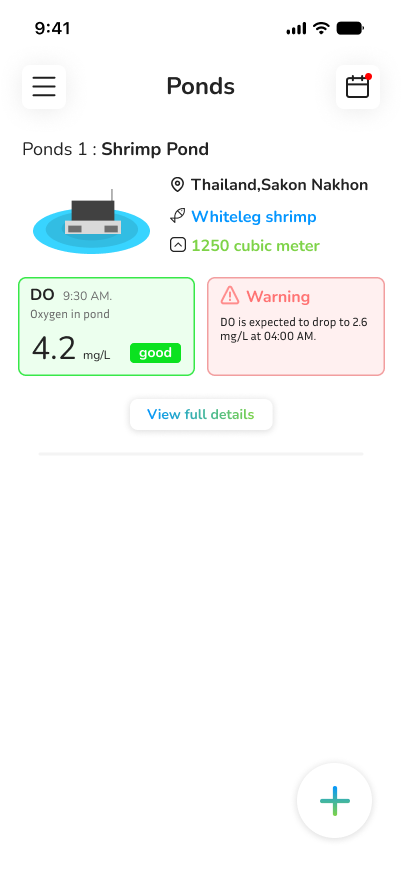 9:41
Ponds
Ponds 1 : Shrimp Pond
Thailand,Sakon Nakhon
Whiteleg shrimp
1250 cubic meter
DO 9:30 AM.
Oxygen in pond
4.2 mg/L good
Warning
DO is expected to drop to 2.6
mg/L at 04:00 AM.
View full details